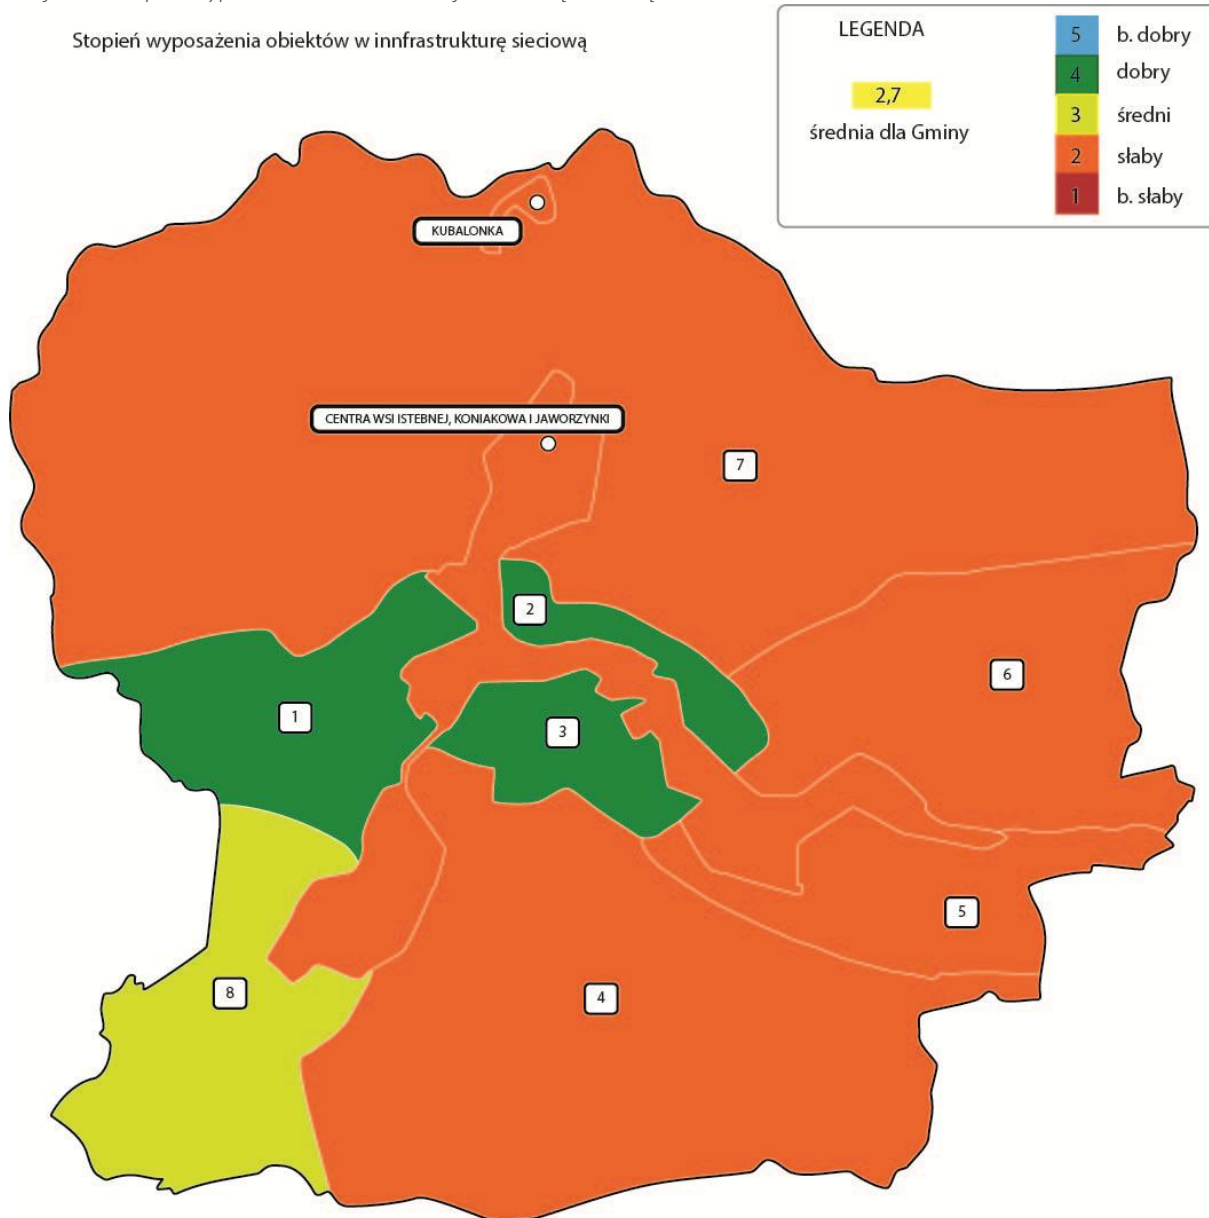 Stopień wyposażenia obiektów w innfrastrukturę sieciową
LEGENDA
2,7
średnia dla Gminy
5 b. dobry
4 dobry
3 średni
2 słaby
1 b. słaby
KUBALONKA
CENTRA WSI ISTEBNEJ, KONIAKOWA I JAWORZYNKI
7
2
6
1
3
5
8
4